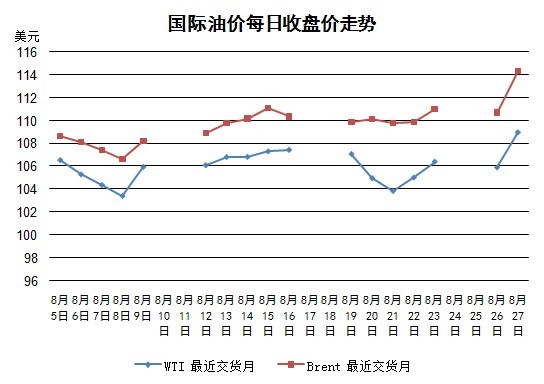 国际油价每日收盘价走势
美元
116
114
112
110
108
106
104
102
100
98
96
8月5日
8月6日
8月7日
8月8日
8月9日
8月10日
8月11日
8月12日
8月13日
8月14日
8月15日
8月16日
8月17日
8月18日
8月19日
8月20日
8月21日
8月22日
8月23日
8月24日
8月25日
8月26日
8月27日
WTI 最近交货月
Brent 最近交货月